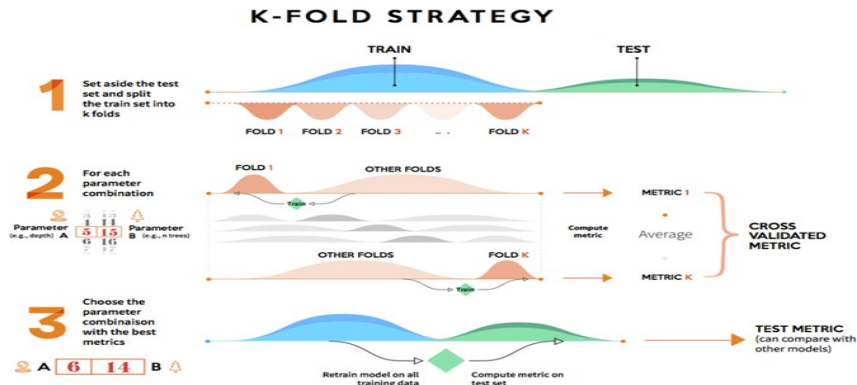 K-FOLD STRATEGY
TRAIN
TEST
1
Set aside the test
set and split
the train set into
k folds
FOLD 1
FOLD 2
FOLD 3
FOLD K
2
For each
parameter
combination
FOLD 1
OTHER FOLDS
Train
METRIC 1
Parameter
(e.g., depth) A
4 14
5 15
6 16
Parameter
B (e.g., n trees)
Compute
metric
Average
CROSS
VALIDATED
METRIC
OTHER FOLDS
FOLD K
Train
METRIC K
3
Choose the
parameter
combinaison
with the best
metrics
A 6 14 B
Retrain model on all
training data
Compute metric on
test set
TEST METRIC
(can compare with
other models)